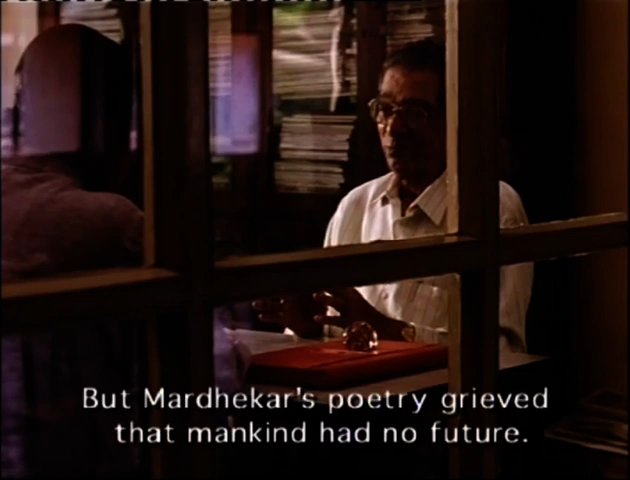 But Mardhekar's poetry grieved
that mankind had no future.